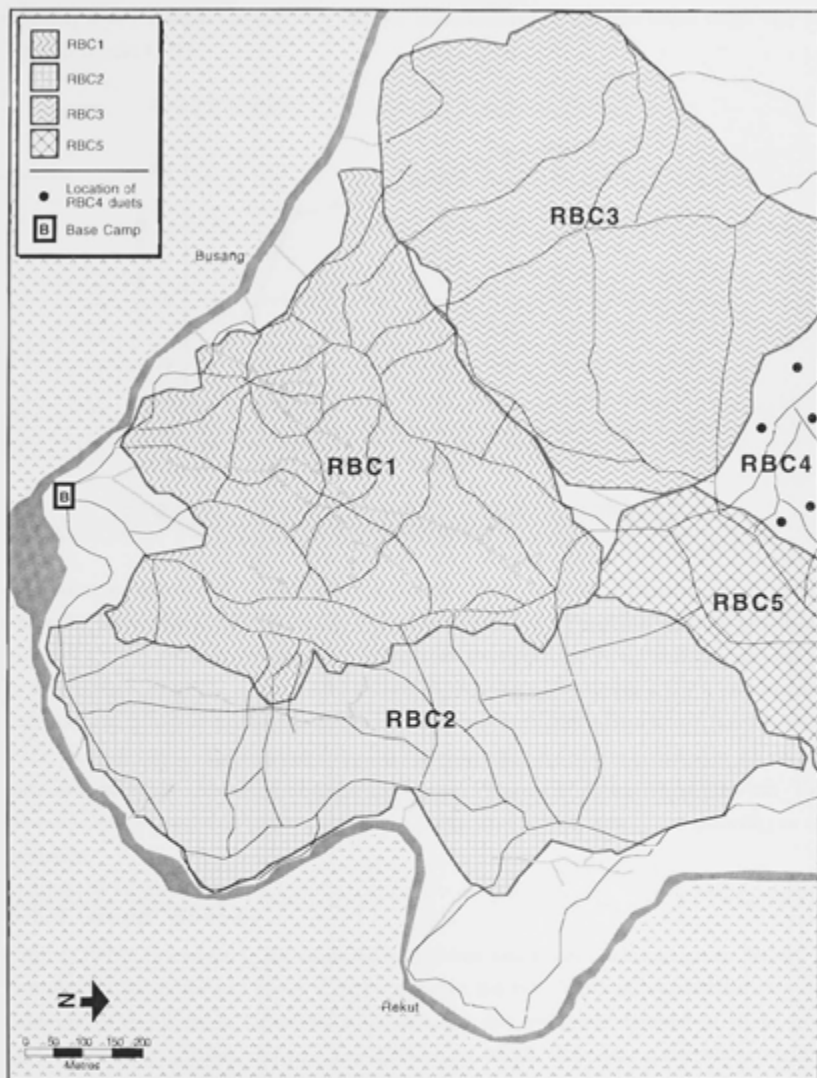 RBC1
RBC2
RBC3
RBC5
Location of
RBC4 duets
B Base Camp
Busang
RBC3
RBC1
RBC4
B
RBC5
RBC2
N
Rekut
0 50 100 150 200
Metres